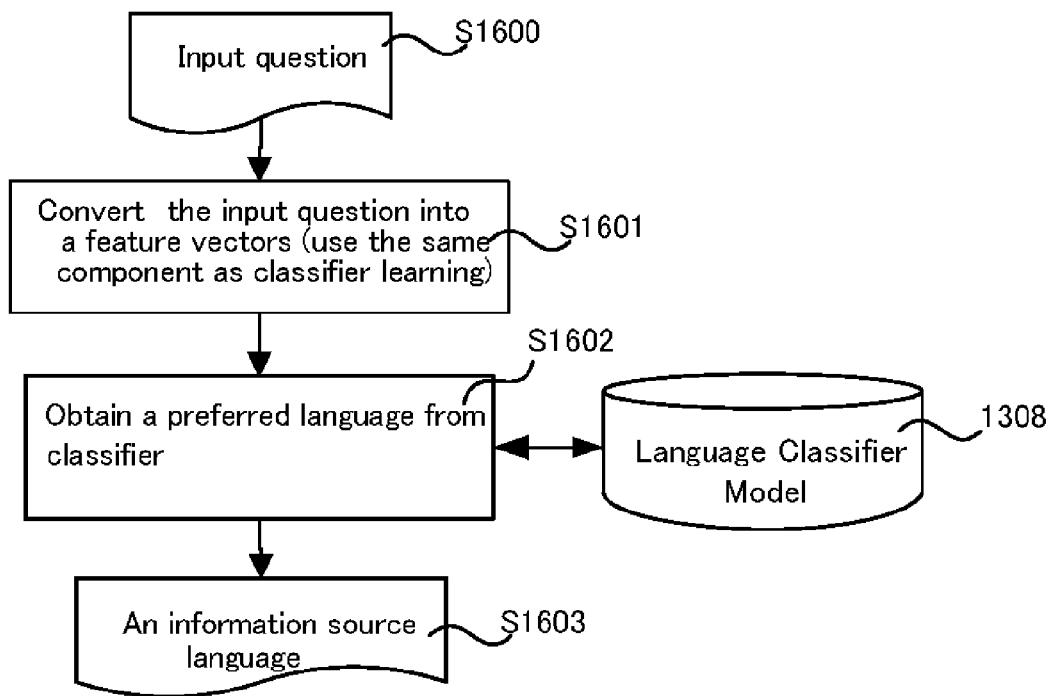 S1600
Input question
Convert the input question into
a feature vectors (use the same
component as classifier learning)
S1601
S1602
Obtain a preferred language from
classifier
1308
Language Classifier
Model
An information source
language
S1603